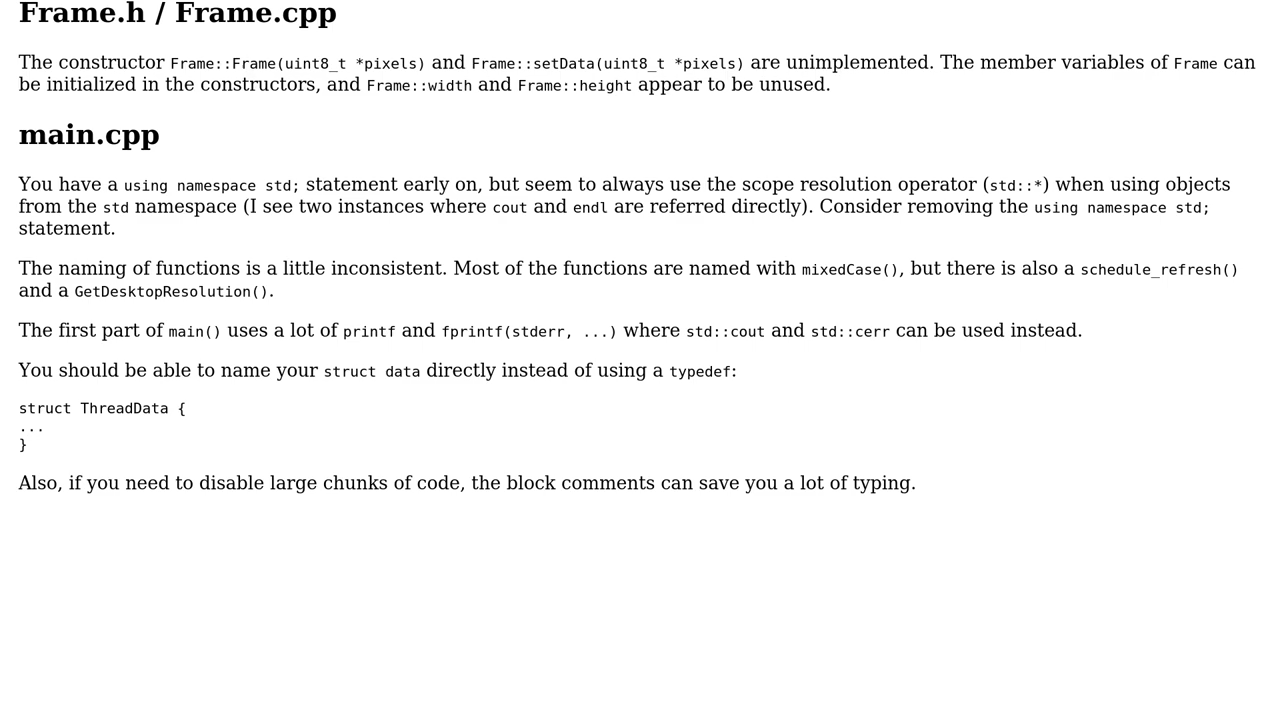 Frame.h / Frame.cpp
The constructor Frame::Frame(uint8_t *pixels) and Frame::setData(uint8_t *pixels) are unimplemented. The member variables of Frame can
be initialized in the constructors, and Frame::width and Frame::height appear to be unused.
main.cpp
You have a using namespace std; statement early on, but seem to always use the scope resolution operator (std::*) when using objects
from the std namespace (I see two instances where cout and endl are referred directly). Consider removing the using namespace std;
statement.
The naming of functions is a little inconsistent. Most of the functions are named with mixedCase(), but there is also a schedule_refresh()
and a GetDesktopResolution().
The first part of main() uses a lot of printf and fprintf(stderr, ...) where std::cout and std::cerr can be used instead.
You should be able to name your struct data directly instead of using a typedef:
struct ThreadData {
...
}
Also, if you need to disable large chunks of code, the block comments can save you a lot of typing.